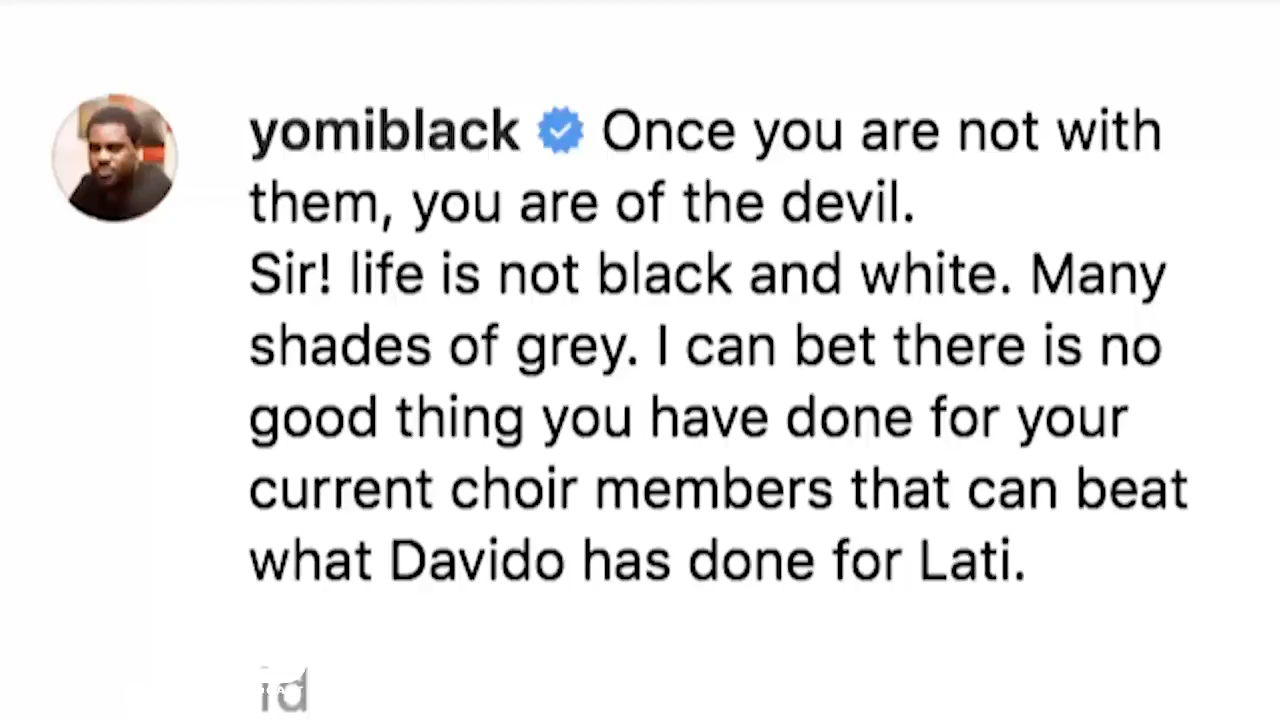 yomiblack Once you are not with
them, you are of the devil.
Sir! life is not black and white. Many
shades of grey. I can bet there is no
good thing you have done for your
current choir members that can beat
what Davido has done for Lati.
1d